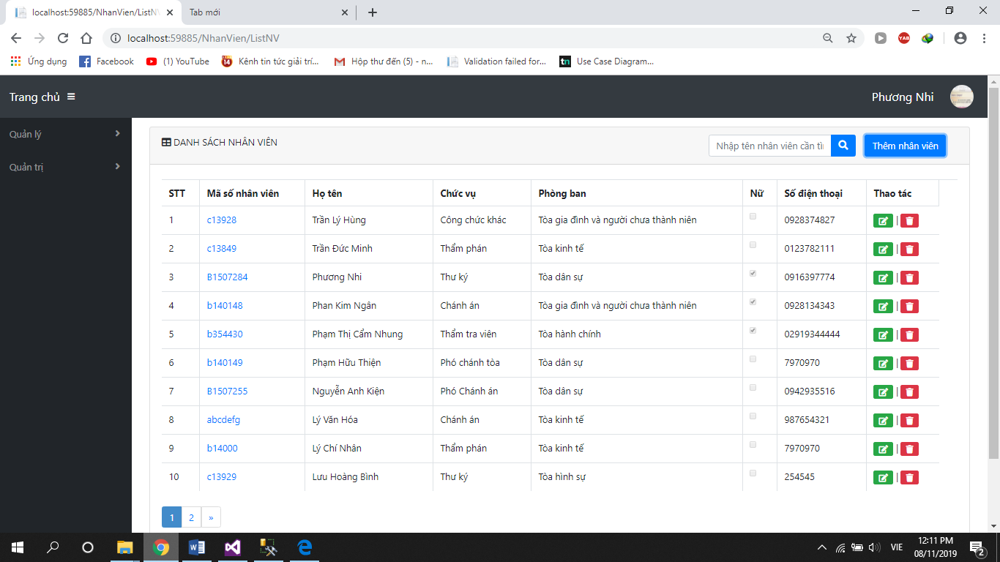 localhost:59885/NhanVien/ListNV
Tab mới
localhost:59885/NhanVien/ListNV
YAB
Ứng dụng
Facebook
(1) YouTube
14
Kênh tin tức giải trí...
Hộp thư đến (5) - n...
Validation failed for...
tn
Use Case Diagram...
Trang chủ
Phương Nhi
Quản lý
Quản trị
DANH SÁCH NHÂN VIÊN
Nhập tên nhân viên cần tì
Thêm nhân viên
STT Mã số nhân viên Họ tên Chức vụ Phòng ban Nữ Số điện thoại Thao tác
1 c13928 Trần Lý Hùng Công chức khác Tòa gia đình và người chưa thành niên 0928374827 |
2 c13849 Trần Đức Minh Thẩm phán Tòa kinh tế 0123782111 |
3 B1507284 Phương Nhi Thư ký Tòa dân sự 0916397774 |
4 b140148 Phan Kim Ngân Chánh án Tòa gia đình và người chưa thành niên 0928134343 |
5 b354430 Phạm Thị Cẩm Nhung Thẩm tra viên Tòa hành chính 02919344444 |
6 b140149 Phạm Hữu Thiện Phó chánh tòa Tòa dân sự 7970970 |
7 B1507255 Nguyễn Anh Kiện Phó Chánh án Tòa dân sự 0942935516 |
8 abcdefg Lý Văn Hóa Chánh án Tòa kinh tế 987654321 |
9 b14000 Lý Chí Nhân Thẩm phán Tòa kinh tế 7970970 |
10 c13929 Lưu Hoàng Bình Thư ký Tòa hình sự 254545 |
1 2 »
VIE
12:11 PM
08/11/2019
2